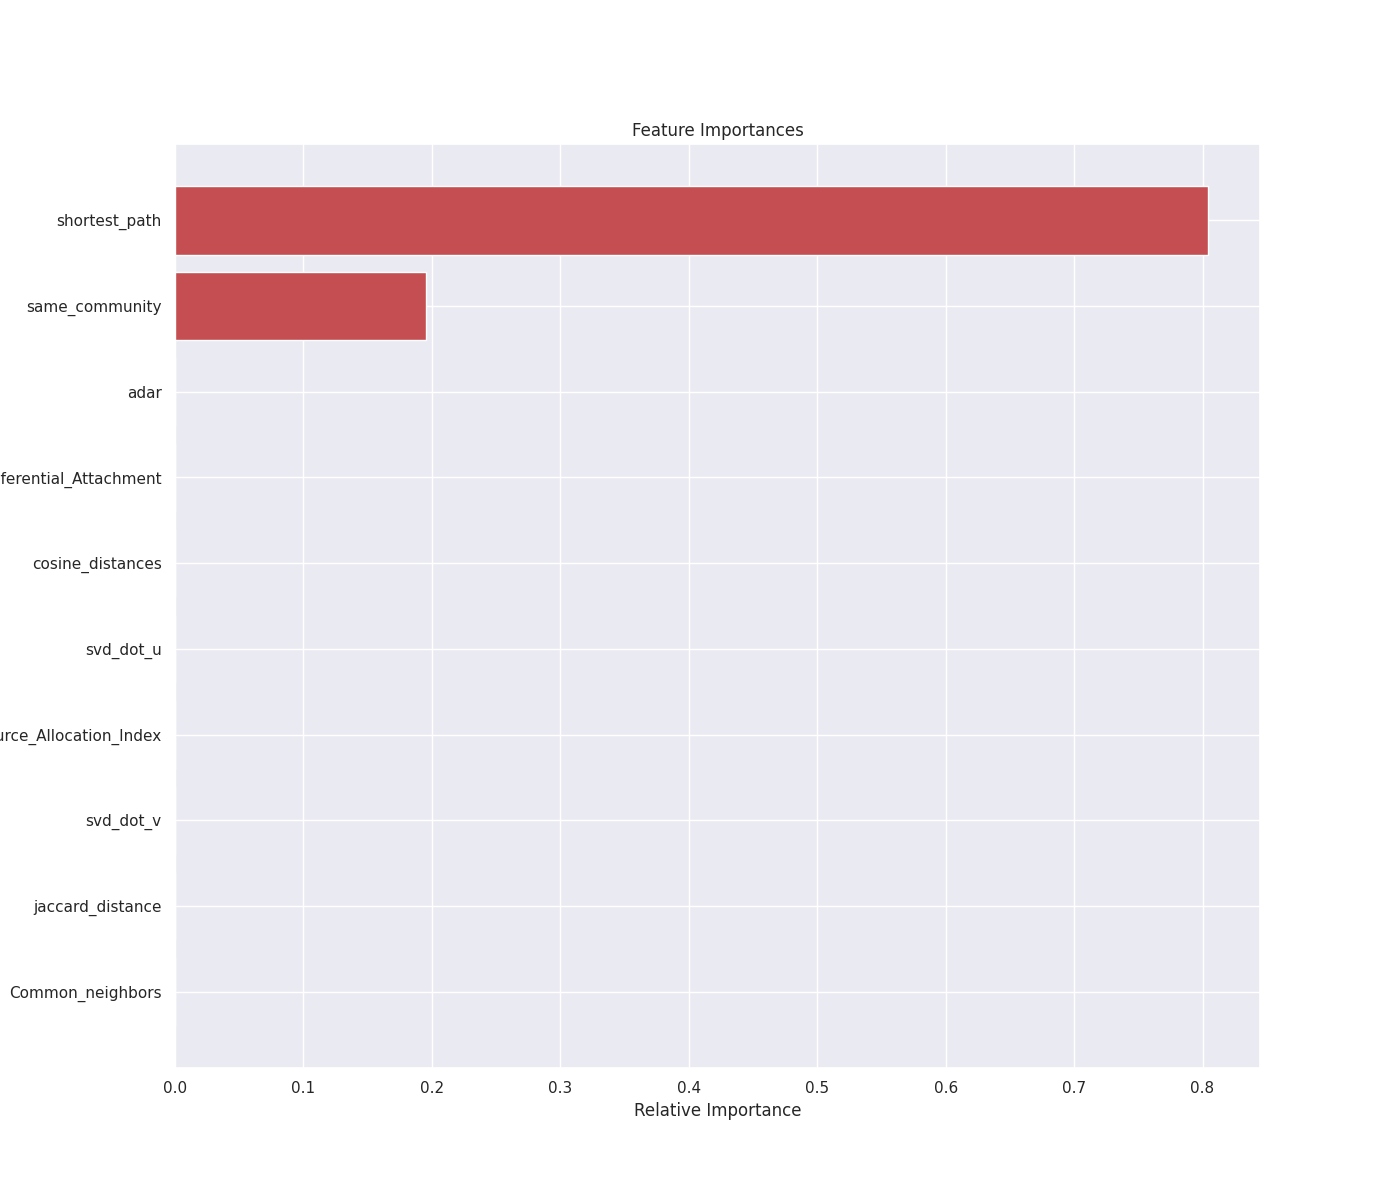 Feature Importances
shortest_path
same_community
adar
ferential_Attachment
cosine_distances
svd_dot_u
urce_Allocation_Index
svd_dot_v
jaccard_distance
Common_neighbors
0.0 0.1 0.2 0.3 0.4 0.5 0.6 0.7 0.8
Relative Importance